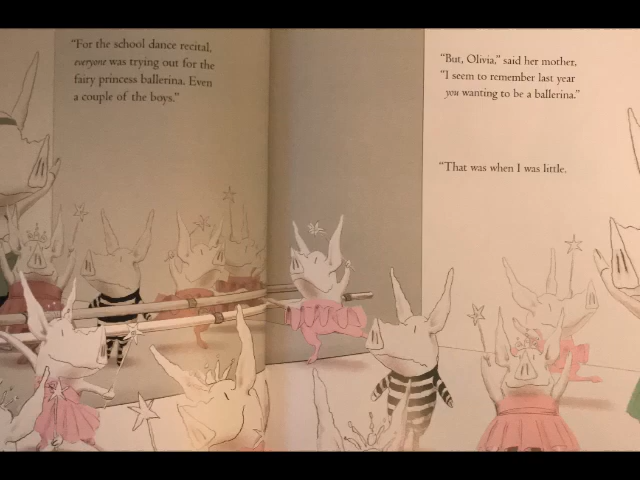 "For the school dance recital,
everyone was trying out for the
fairy princess ballerina. Even
a couple of the boys."
"But, Olivia," said her mother,
"I seem to remember last year
you wanting to be a ballerina."
"That was when I was little.